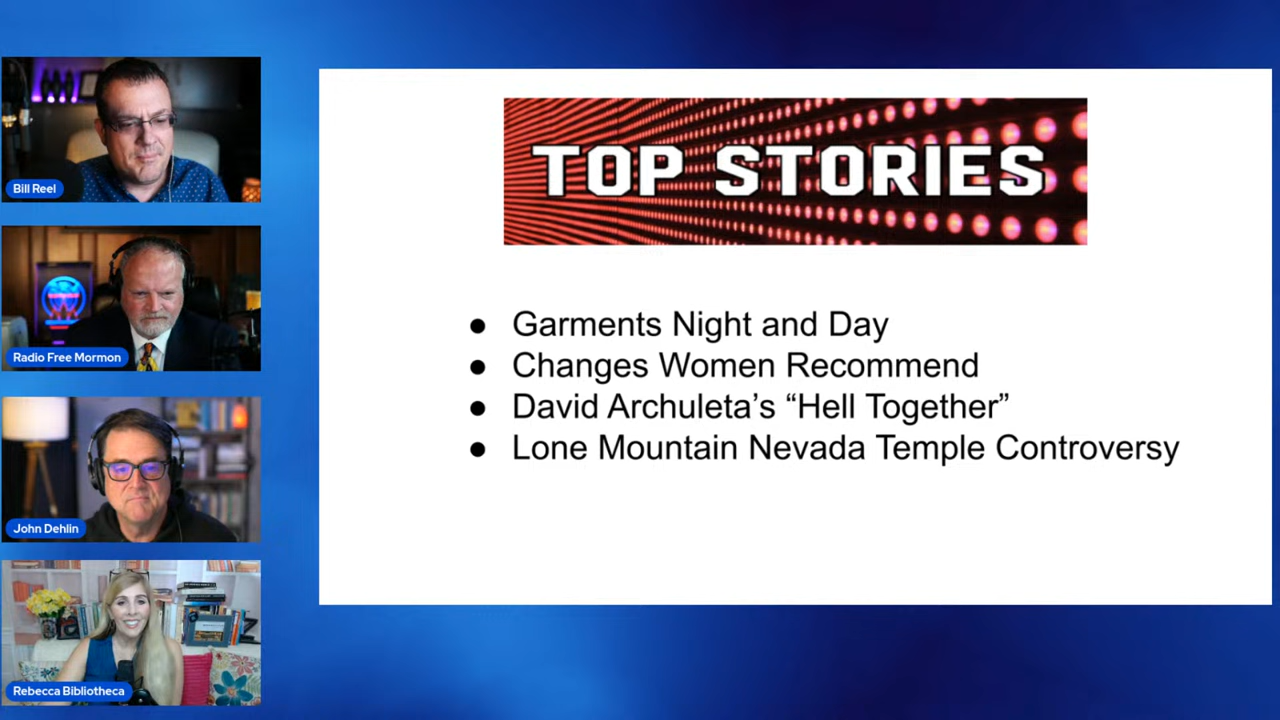 TOP STORIES
● Garments Night and Day
● Changes Women Recommend
● David Archuleta’s “Hell Together”
● Lone Mountain Nevada Temple Controversy
Bill Reel
Radio Free Mormon
John Dehlin
Rebecca Bibliotheca